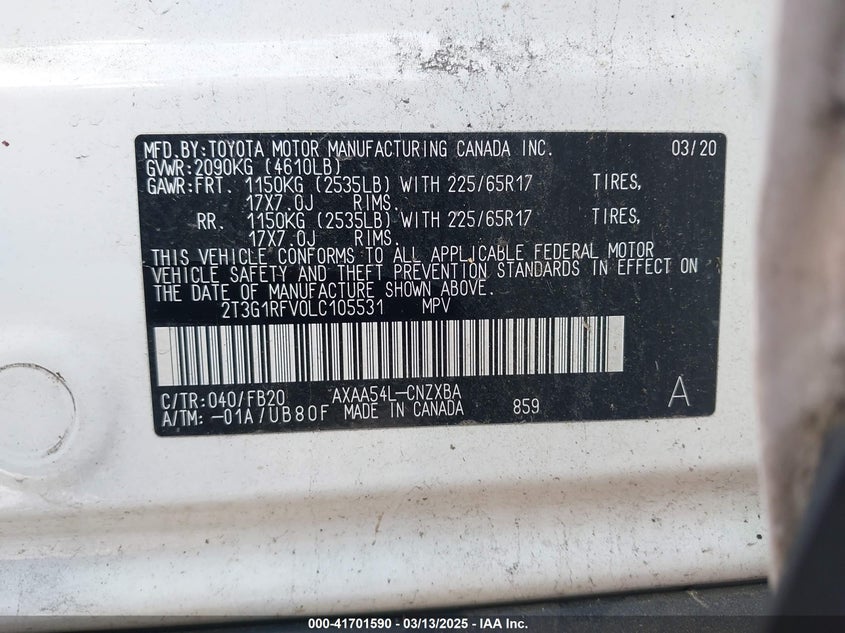 MFD.BY:TOYOTA MOTOR MANUFACTURING CANADA INC. 03/20
GVWR:2090KG (4610LB)
GAWR:FRT. 1150KG (2535LB) WITH 225/65R17 TIRES,
17X7.0J RIMS.
RR. 1150KG (2535LB) WITH 225/65R17 TIRES,
17X7.0J RIMS.
THIS VEHICLE CONFORMS TO ALL APPLICABLE FEDERAL MOTOR
VEHICLE SAFETY AND THEFT PREVENTION STANDARDS IN EFFECT ON
THE DATE OF MANUFACTURE SHOWN ABOVE.
2T3G1RFV0LC105531 MPV
C/TR:040/FB20 AXAA54L-CNZXBA A
A/TM:-01A/UB80F MADE IN CANADA 859
000-41701590 — 03/13/2025 — IAA Inc.